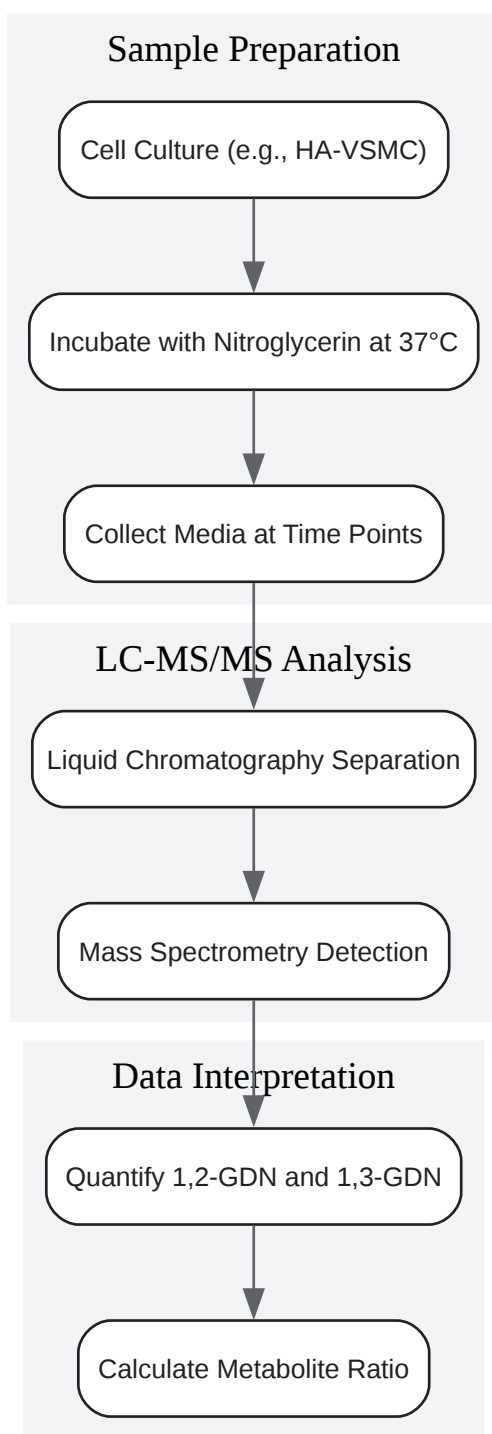 Sample Preparation
Cell Culture (e.g., HA-VSMC)
Incubate with Nitroglycerin at 37°C
Collect Media at Time Points
LC-MS/MS Analysis
Liquid Chromatography Separation
Mass Spectrometry Detection
Data Interpretation
Quantify 1,2-GDN and 1,3-GDN
Calculate Metabolite Ratio